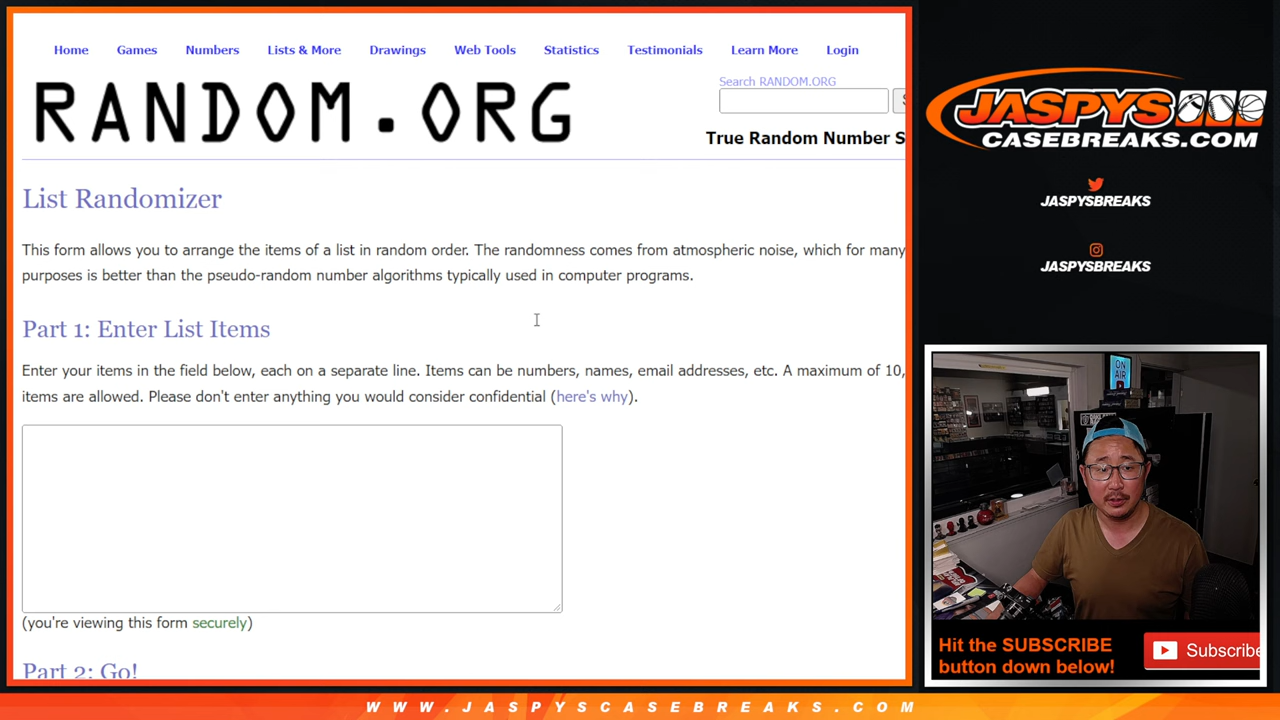 Home Games Numbers Lists & More Drawings Web Tools Statistics Testimonials Learn More Login
RANDOM.ORG
Search RANDOM.ORG
True Random Number S
List Randomizer
This form allows you to arrange the items of a list in random order. The randomness comes from atmospheric noise, which for many
purposes is better than the pseudo-random number algorithms typically used in computer programs.
Part 1: Enter List Items
Enter your items in the field below, each on a separate line. Items can be numbers, names, email addresses, etc. A maximum of 10,
items are allowed. Please don't enter anything you would consider confidential (here's why).
(you're viewing this form securely)
Part 2: Go!
JASPYS
CASEBREAKS.COM
JASPYSBREAKS
JASPYSBREAKS
ON
AIR
Hit the SUBSCRIBE
button down below!
Subscribe
WWW.JASPYSCASEBREAKS.COM